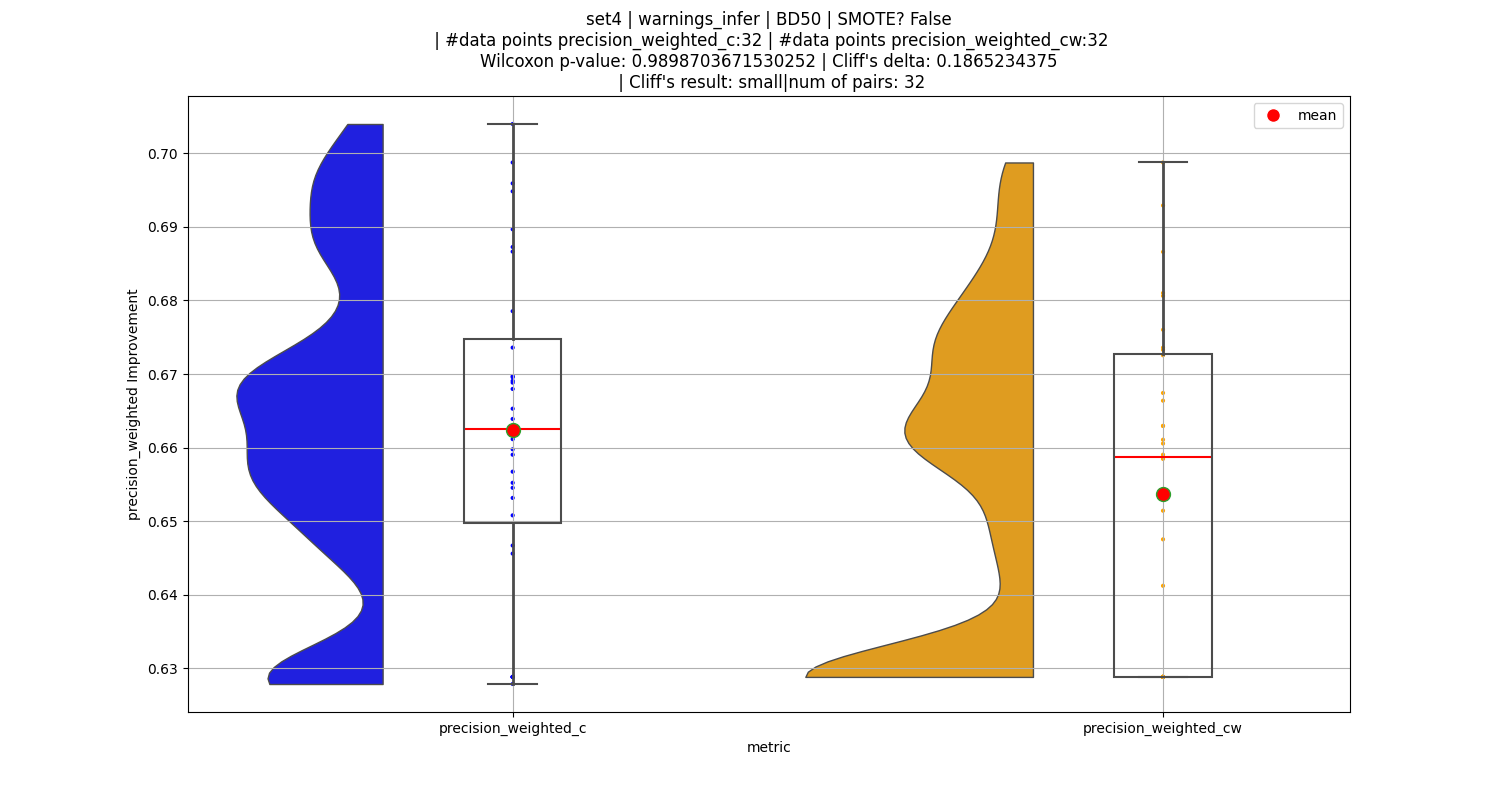 set4 | warnings_infer | BD50 | SMOTE? False
| #data points precision_weighted_c:32 | #data points precision_weighted_cw:32
Wilcoxon p-value: 0.9898703671530252 | Cliff's delta: 0.1865234375
| Cliff's result: small|num of pairs: 32
mean
0.70
0.69
0.68
0.67
0.66
0.65
0.64
0.63
precision_weighted Improvement
precision_weighted_c
precision_weighted_cw
metric